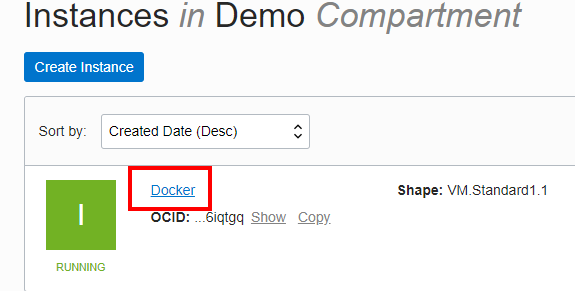 Instances in Demo Compartment
Create Instance
Sort by: Created Date (Desc)
I
RUNNING
Docker
OCID: ...6iqtgq Show Copy
Shape: VM.Standard1.1